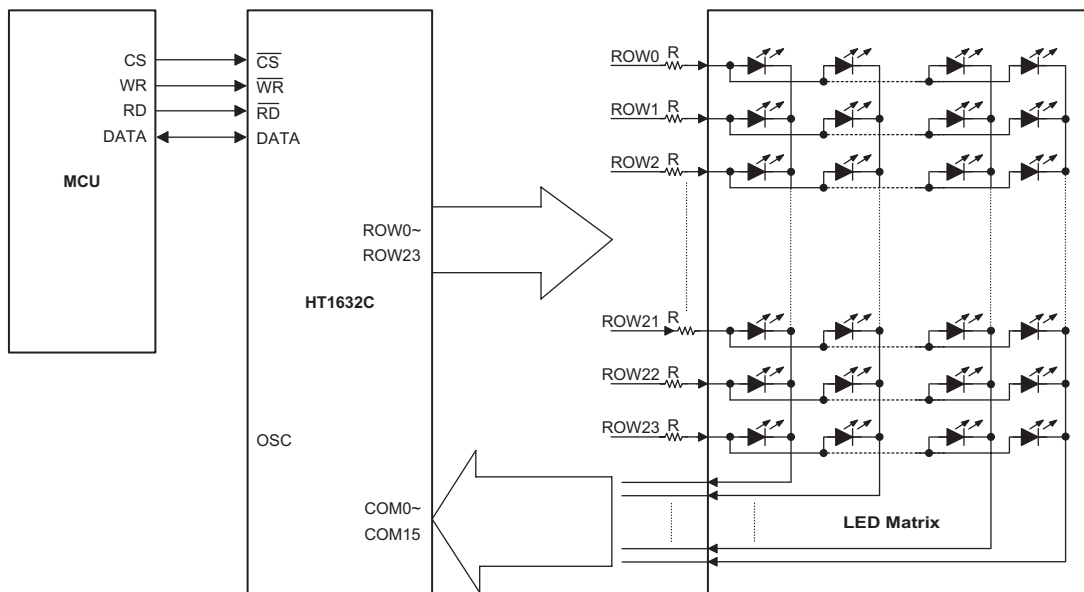 MCU
CS
WR
RD
DATA
CS
WR
RD
DATA
HT1632C
ROW0~
ROW23
OSC
COM0~
COM15
ROW0 R
ROW1 R
ROW2 R
ROW21 R
ROW22 R
ROW23 R
LED Matrix